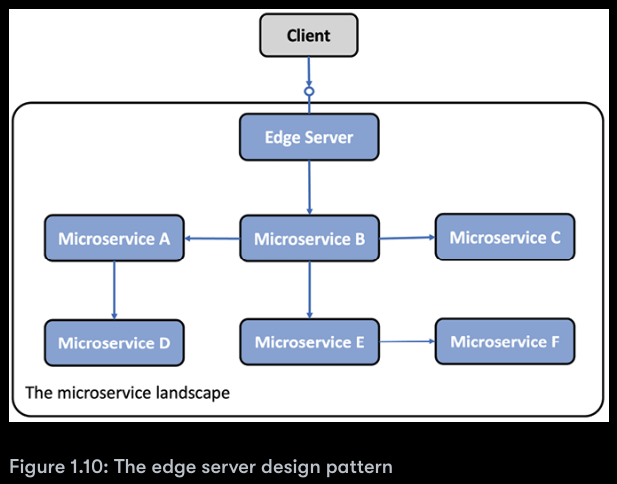 Client
Edge Server
Microservice A
Microservice B
Microservice C
Microservice D
Microservice E
Microservice F
The microservice landscape
Figure 1.10: The edge server design pattern